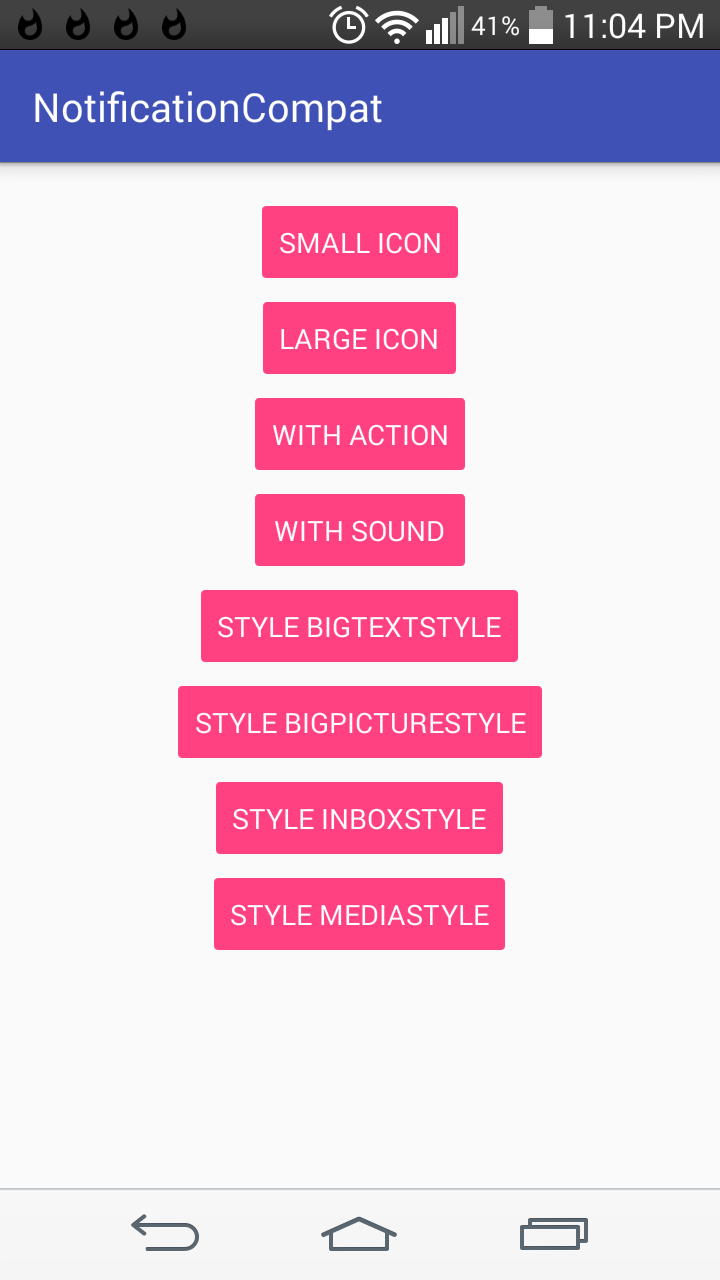 41% 11:04 PM
NotificationCompat
SMALL ICON
LARGE ICON
WITH ACTION
WITH SOUND
STYLE BIGTEXTSTYLE
STYLE BIGPICTURESTYLE
STYLE INBOXSTYLE
STYLE MEDIASTYLE